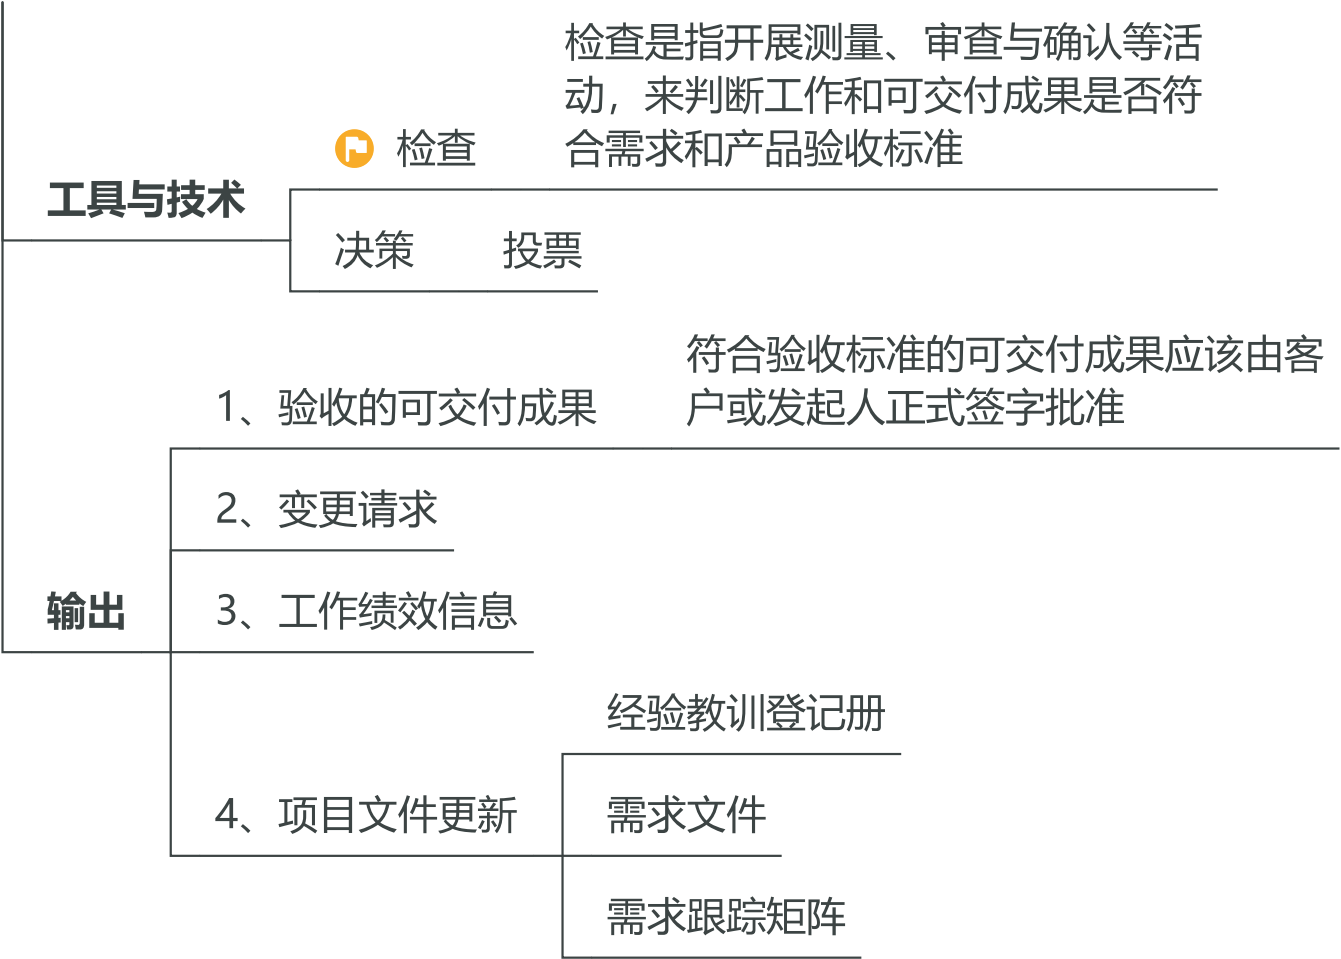 检查是指开展测量、审查与确认等活
动，来判断工作和可交付成果是否符
合需求和产品验收标准
检查
工具与技术
决策 投票
符合验收标准的可交付成果应该由客
户或发起人正式签字批准
1、验收的可交付成果
2、变更请求
3、工作绩效信息
输出
经验教训登记册
4、项目文件更新
需求文件
需求跟踪矩阵